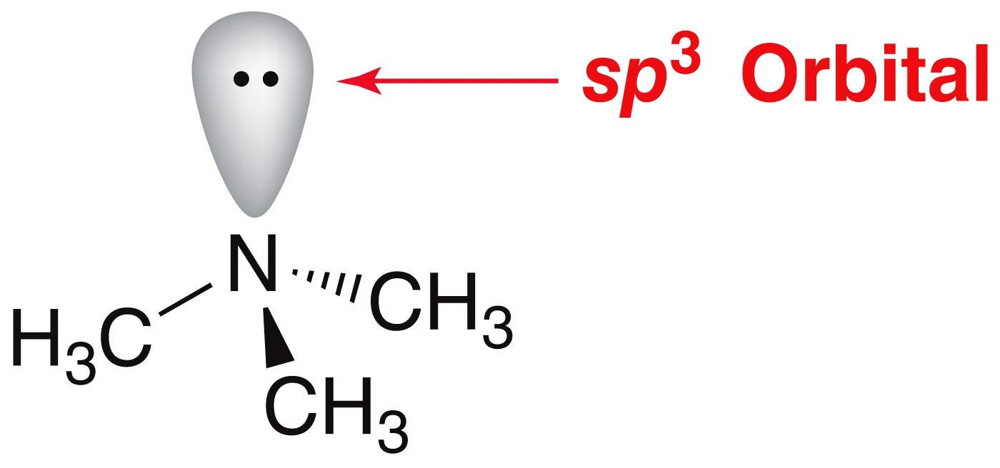 sp³ Orbital
N
CH₃
H₃C
CH₃